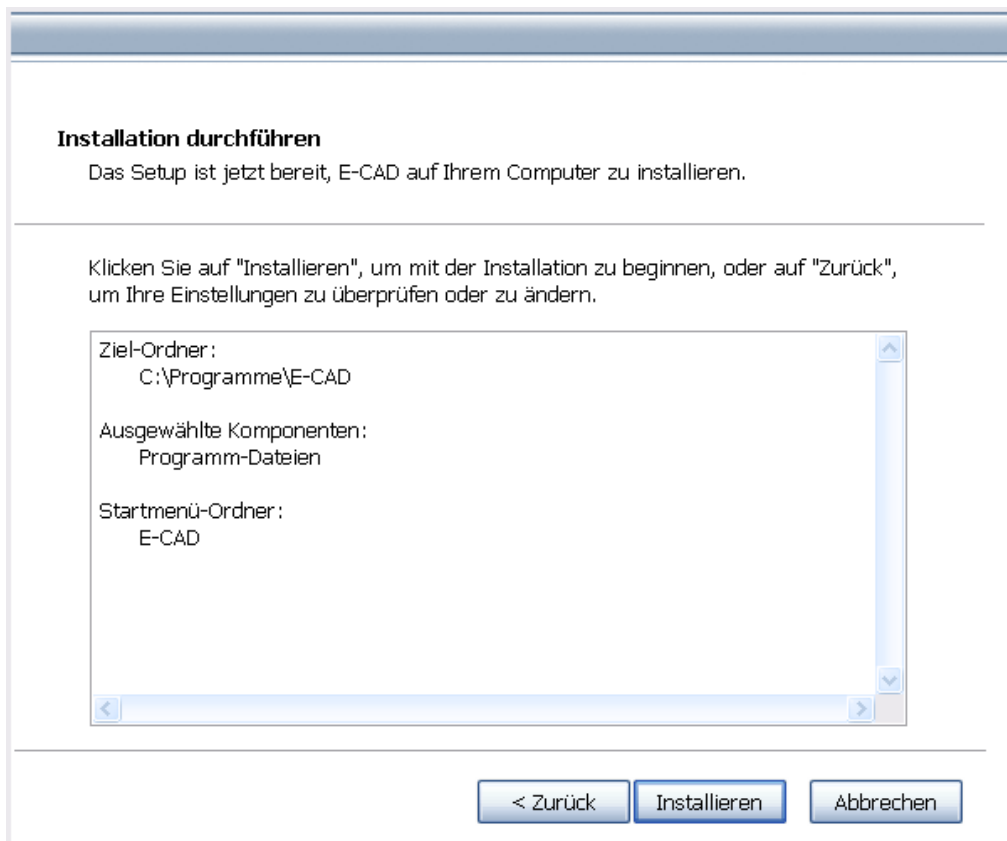 Installation durchführen
Das Setup ist jetzt bereit, E-CAD auf Ihrem Computer zu installieren.
Klicken Sie auf "Installieren", um mit der Installation zu beginnen, oder auf "Zurück",
um Ihre Einstellungen zu überprüfen oder zu ändern.
Ziel-Ordner:
C:\Programme\E-CAD
Ausgewählte Komponenten:
Programm-Dateien
Startmenü-Ordner:
E-CAD
< Zurück
Installieren
Abbrechen